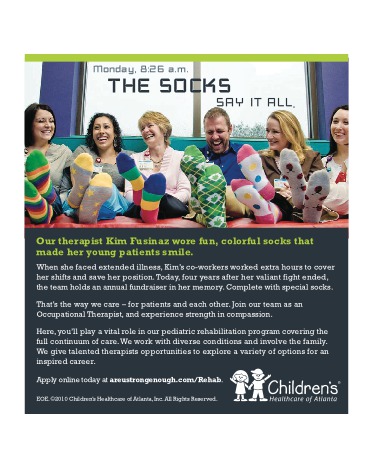 Monday, 8:26 a.m.
THE SOCKS
SAY IT ALL.
Our therapist Kim Fusinaz wore fun, colorful socks that
made her young patients smile.
When she faced extended illness, Kim's co-workers worked extra hours to cover
her shifts and save her position. Today, four years after her valiant fight ended,
the team holds an annual fundraiser in her memory. Complete with special socks.
That's the way we care – for patients and each other. Join our team as an
Occupational Therapist, and experience strength in compassion.
Here, you'll play a vital role in our pediatric rehabilitation program covering the
full continuum of care. We work with diverse conditions and involve the family.
We give talented therapists opportunities to explore a variety of options for an
inspired career.
Apply online today at areustrongenough.com/Rehab.
EOE. ©2010 Children's Healthcare of Atlanta, Inc. All Rights Reserved.
Children's®
Healthcare of Atlanta